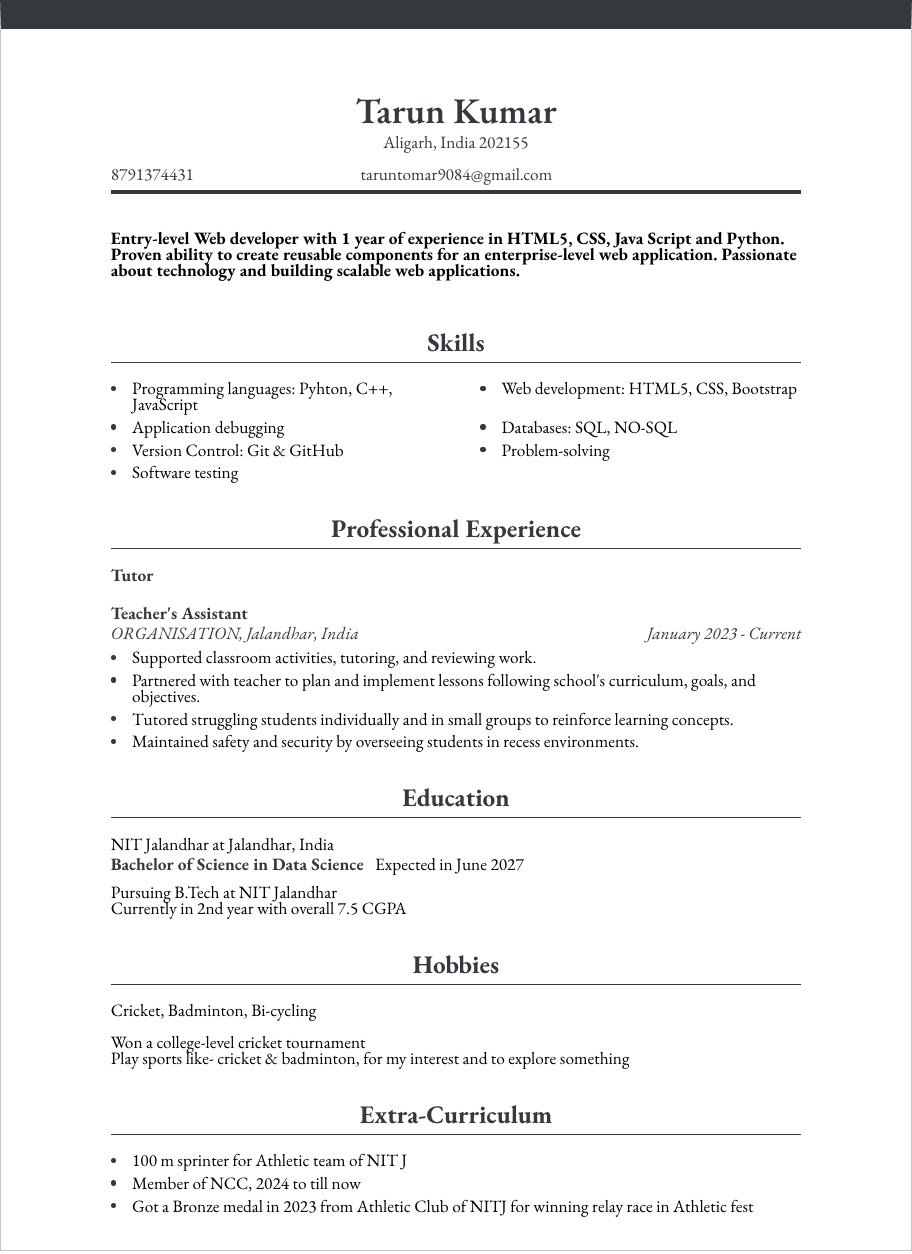 Tarun Kumar
Aligarh, India 202155
8791374431 taruntomar9084@gmail.com
Entry-level Web developer with 1 year of experience in HTML5, CSS, Java Script and Python.
Proven ability to create reusable components for an enterprise-level web application. Passionate
about technology and building scalable web applications.
Skills
• Programming languages: Pyhton, C++,
JavaScript
• Web development: HTML5, CSS, Bootstrap
• Application debugging
• Databases: SQL, NO-SQL
• Version Control: Git & GitHub
• Problem-solving
• Software testing
Professional Experience
Tutor
Teacher's Assistant
ORGANISATION, Jalandhar, India January 2023 - Current
• Supported classroom activities, tutoring, and reviewing work.
• Partnered with teacher to plan and implement lessons following school's curriculum, goals, and
objectives.
• Tutored struggling students individually and in small groups to reinforce learning concepts.
• Maintained safety and security by overseeing students in recess environments.
Education
NIT Jalandhar at Jalandhar, India
Bachelor of Science in Data Science Expected in June 2027
Pursuing B.Tech at NIT Jalandhar
Currently in 2nd year with overall 7.5 CGPA
Hobbies
Cricket, Badminton, Bi-cycling
Won a college-level cricket tournament
Play sports like- cricket & badminton, for my interest and to explore something
Extra-Curriculum
• 100 m sprinter for Athletic team of NIT J
• Member of NCC, 2024 to till now
• Got a Bronze medal in 2023 from Athletic Club of NITJ for winning relay race in Athletic fest